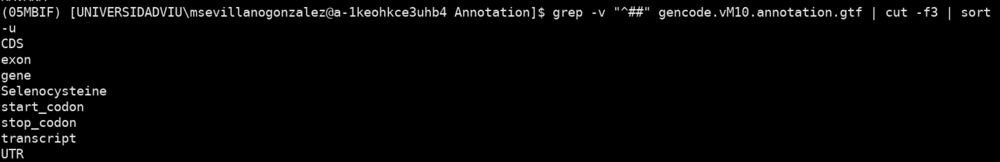 (05MBIF) [UNIVERSIDADVIU\msevillanogonzalez@a-1keohkce3uhb4 Annotation]$ grep -v "^##" gencode.vM10.annotation.gtf | cut -f3 | sort
-u
CDS
exon
gene
Selenocysteine
start_codon
stop_codon
transcript
UTR